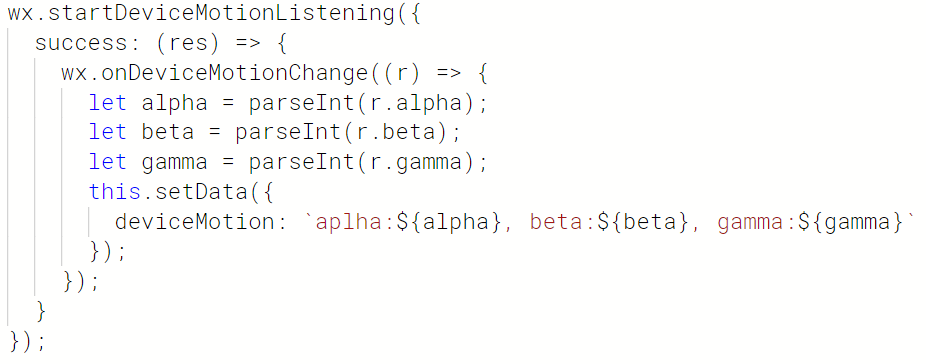 wx.startDeviceMotionListening({
success: (res) => {
wx.onDeviceMotionChange((r) => {
let alpha = parseInt(r.alpha);
let beta = parseInt(r.beta);
let gamma = parseInt(r.gamma);
this.setData({
deviceMotion: `aplha:${alpha}, beta:${beta}, gamma:${gamma}`
});
});
}
});